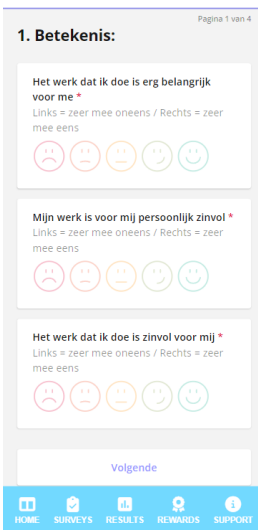 Pagina 1 van 4
1. Betekenis:
Het werk dat ik doe is erg belangrijk
voor me *
Links = zeer mee oneens / Rechts = zeer
mee eens
Mijn werk is voor mij persoonlijk zinvol *
Links = zeer mee oneens / Rechts = zeer
mee eens
Het werk dat ik doe is zinvol voor mij *
Links = zeer mee oneens / Rechts = zeer
mee eens
Volgende
HOME SURVEYS RESULTS REWARDS SUPPORT